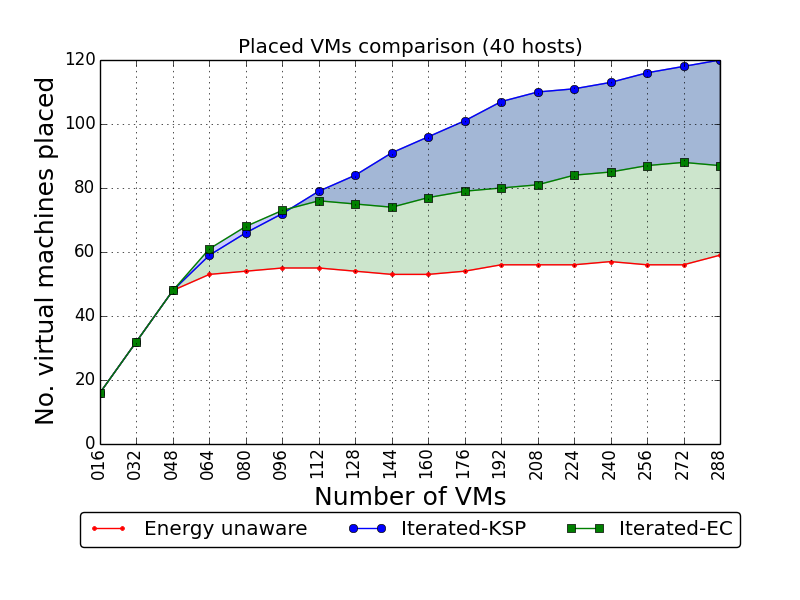 Placed VMs comparison (40 hosts)
120
100
80
60
40
20
0
No. virtual machines placed
016 032 048 064 080 096 112 128 144 160 176 192 208 224 240 256 272 288
Number of VMs
Energy unaware Iterated-KSP Iterated-EC